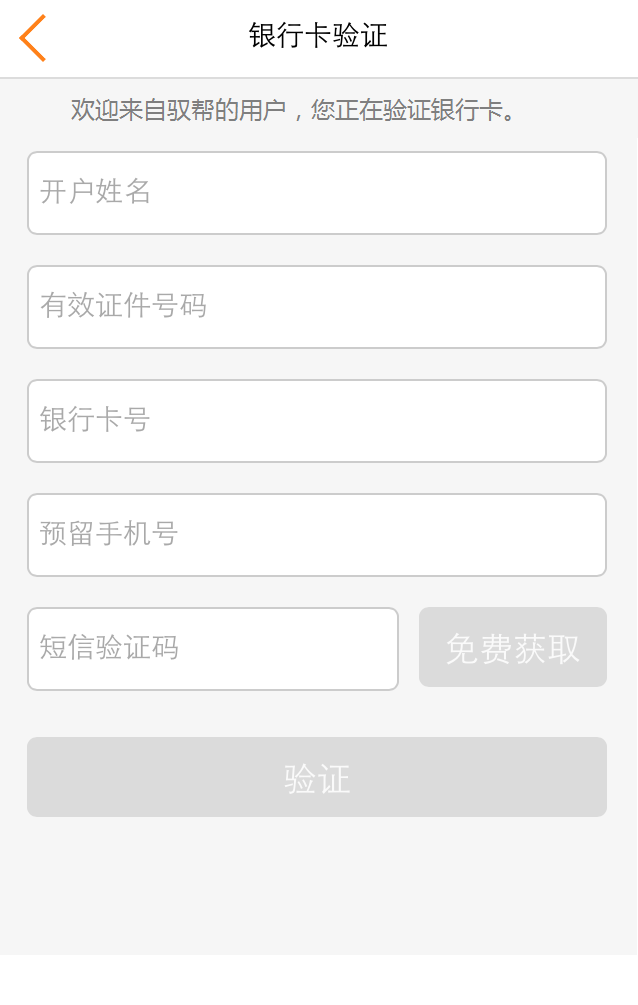 银行卡验证
欢迎来自驭帮的用户，您正在验证银行卡。
开户姓名
有效证件号码
银行卡号
预留手机号
短信验证码
免费获取
验证